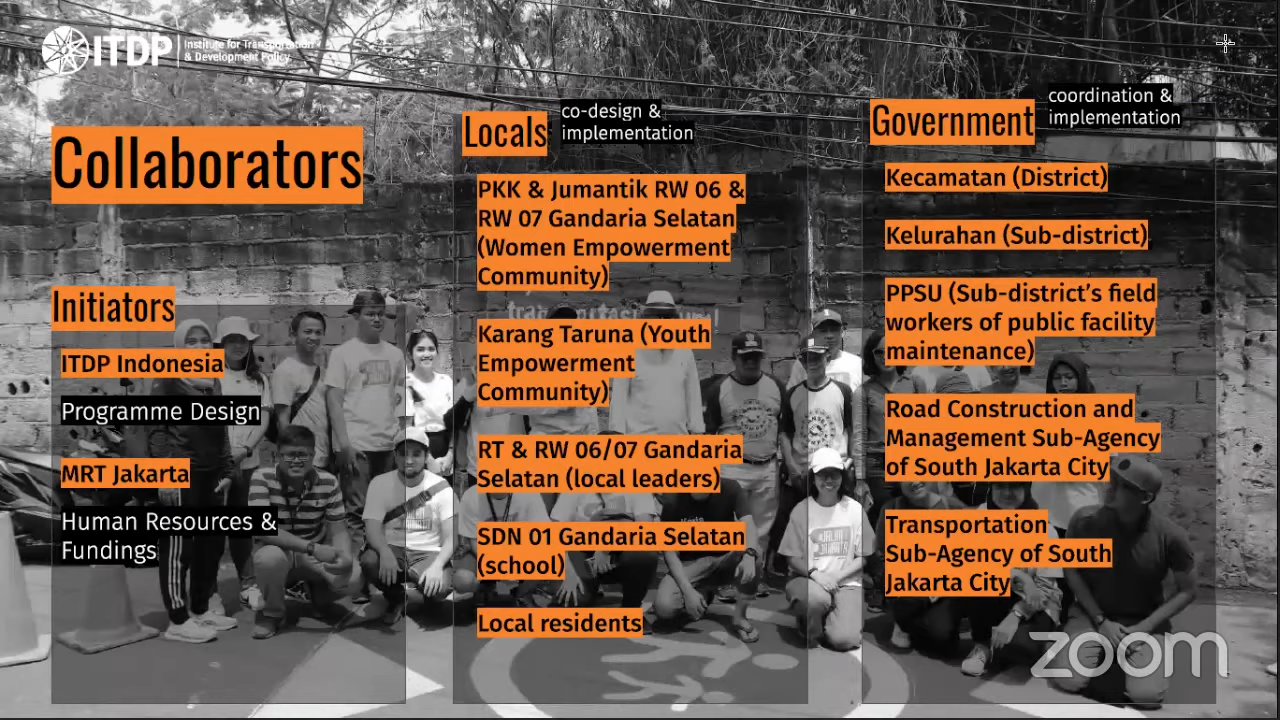 ITDP
Institute for Transportation
& Development Policy
Collaborators
Initiators
ITDP Indonesia
Programme Design
MRT Jakarta
Human Resources &
Fundings
Locals
co-design &
implementation
PKK & Jumantik RW 06 &
RW 07 Gandaria Selatan
(Women Empowerment
Community)
Karang Taruna (Youth
Empowerment
Community)
RT & RW 06/07 Gandaria
Selatan (local leaders)
SDN 01 Gandaria Selatan
(school)
Local residents
Government
coordination &
implementation
Kecamatan (District)
Kelurahan (Sub-district)
PPSU (Sub-district’s field
workers of public facility
maintenance)
Road Construction and
Management Sub-Agency
of South Jakarta City
Transportation
Sub-Agency of South
Jakarta City
zoom